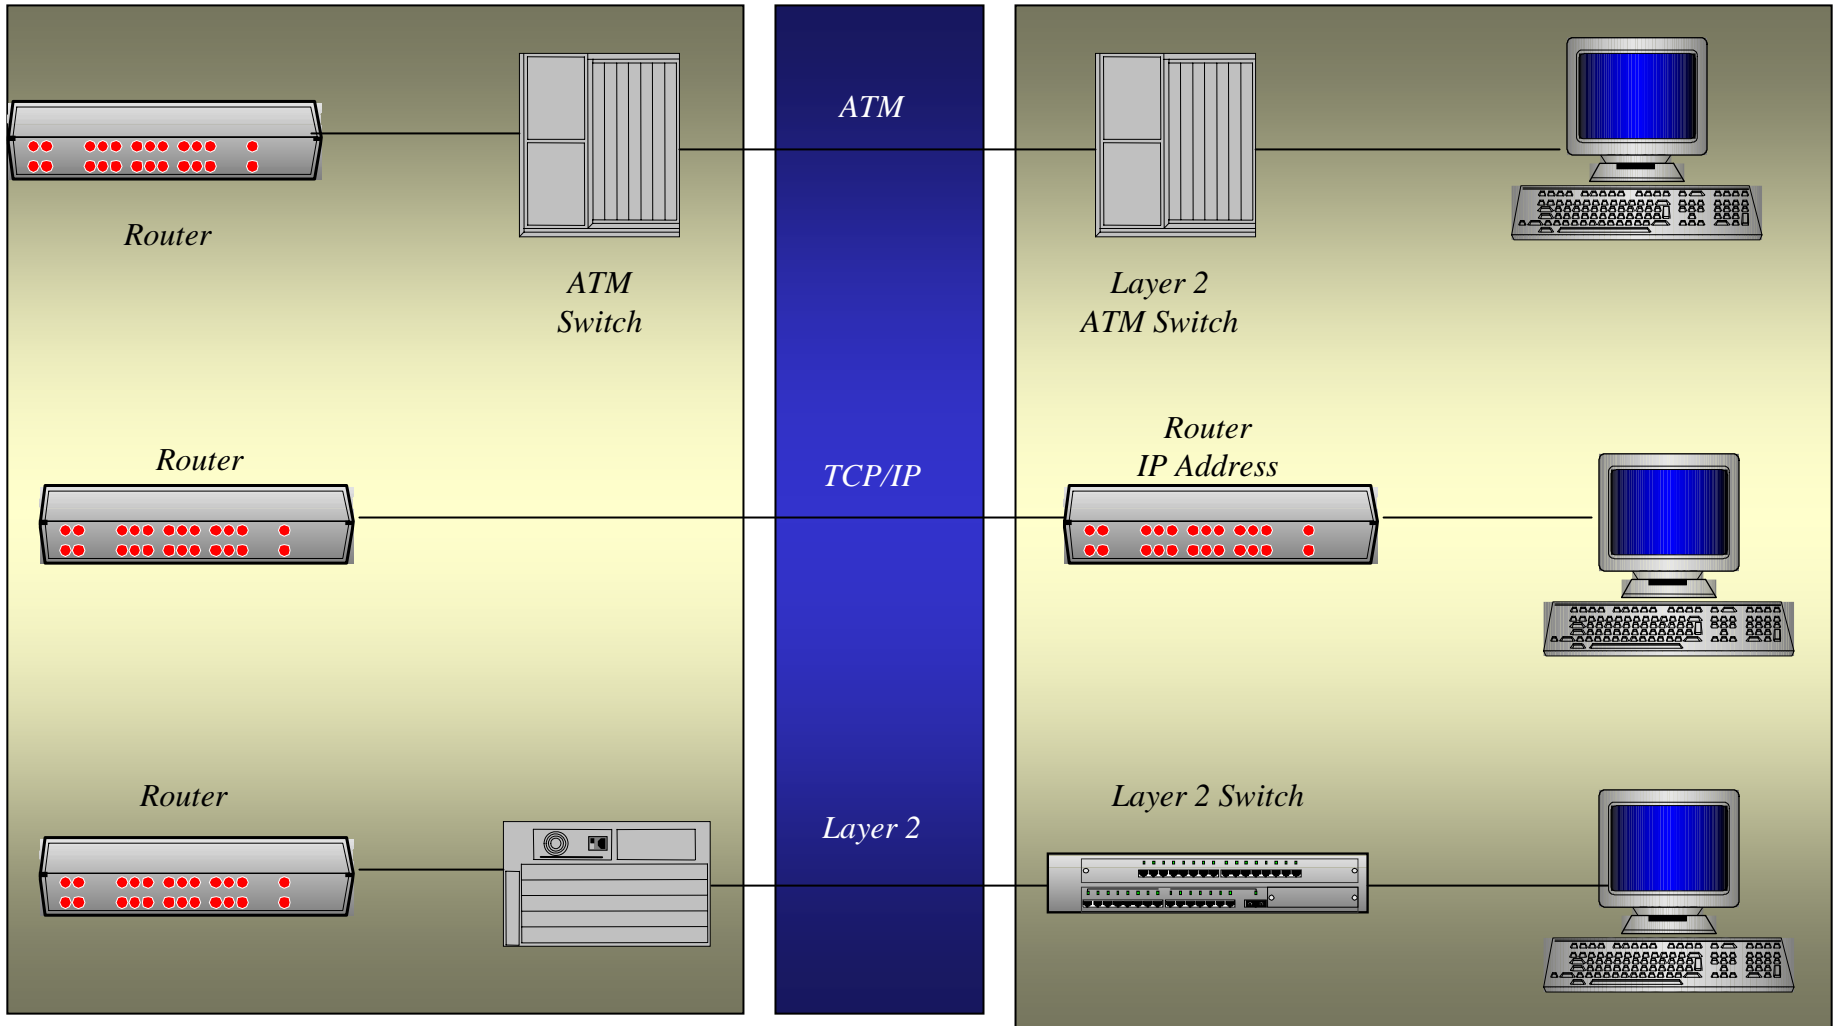 ATM
Router
ATM
Switch
Layer 2
ATM Switch
Router
TCP/IP
Router
IP Address
Router
Layer 2
Layer 2 Switch